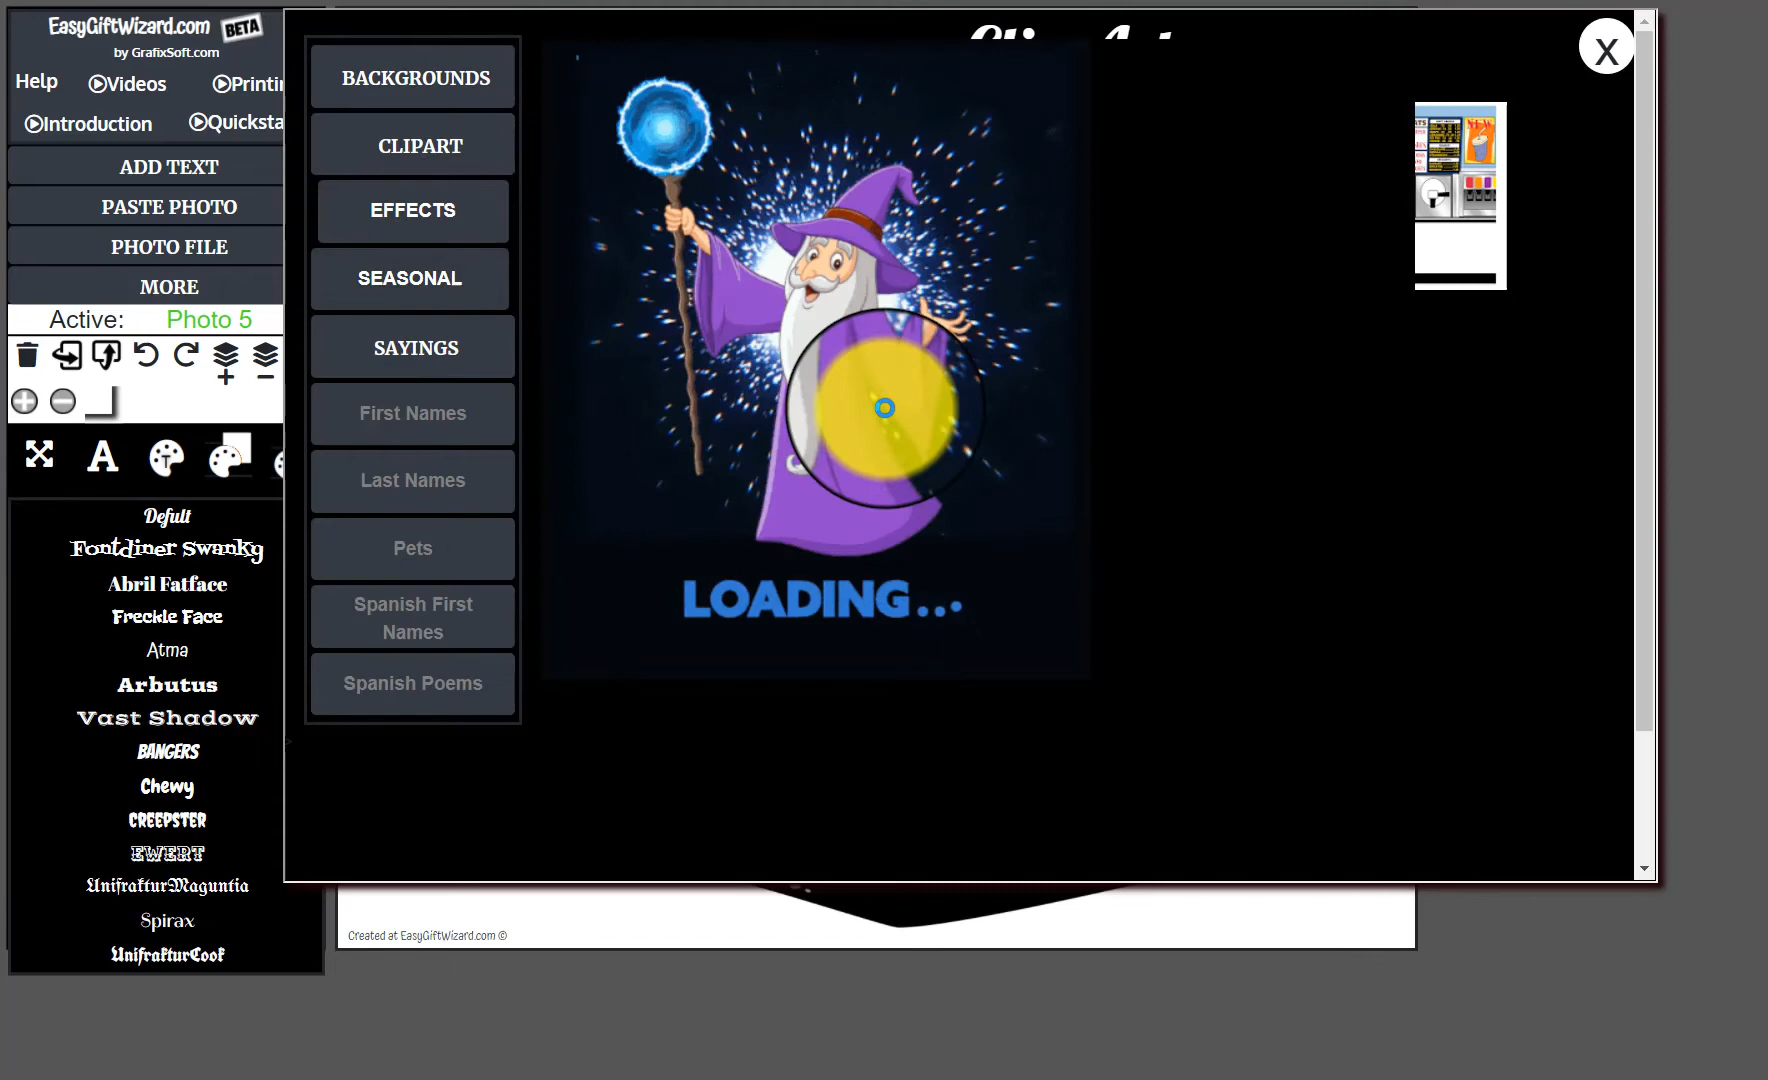 EasyGiftWizard.com BETA
by GrafixSoft.com
Help Videos Printi
Introduction Quicksta
ADD TEXT
PASTE PHOTO
PHOTO FILE
MORE
Active: Photo 5
A T
Defult
Fontdiner Swanky
Abril Fatface
Freckle Face
Atma
Arbutus
Vast Shadow
BANGERS
Chewy
CREEPSTER
EWERT
UnifrakturMaguntia
Spirax
UnifrakturCook
BACKGROUNDS
CLIPART
EFFECTS
SEASONAL
SAYINGS
First Names
Last Names
Pets
Spanish First
Names
Spanish Poems
LOADING...
X
NEW
Created at EasyGiftWizard.com ©